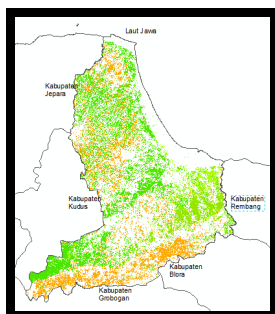 Laut Jawa
Kabupaten
Jepara
Kabupaten
Kudus
Kabupaten
Rembang
Kabupaten
Blora
Kabupaten
Grobogan